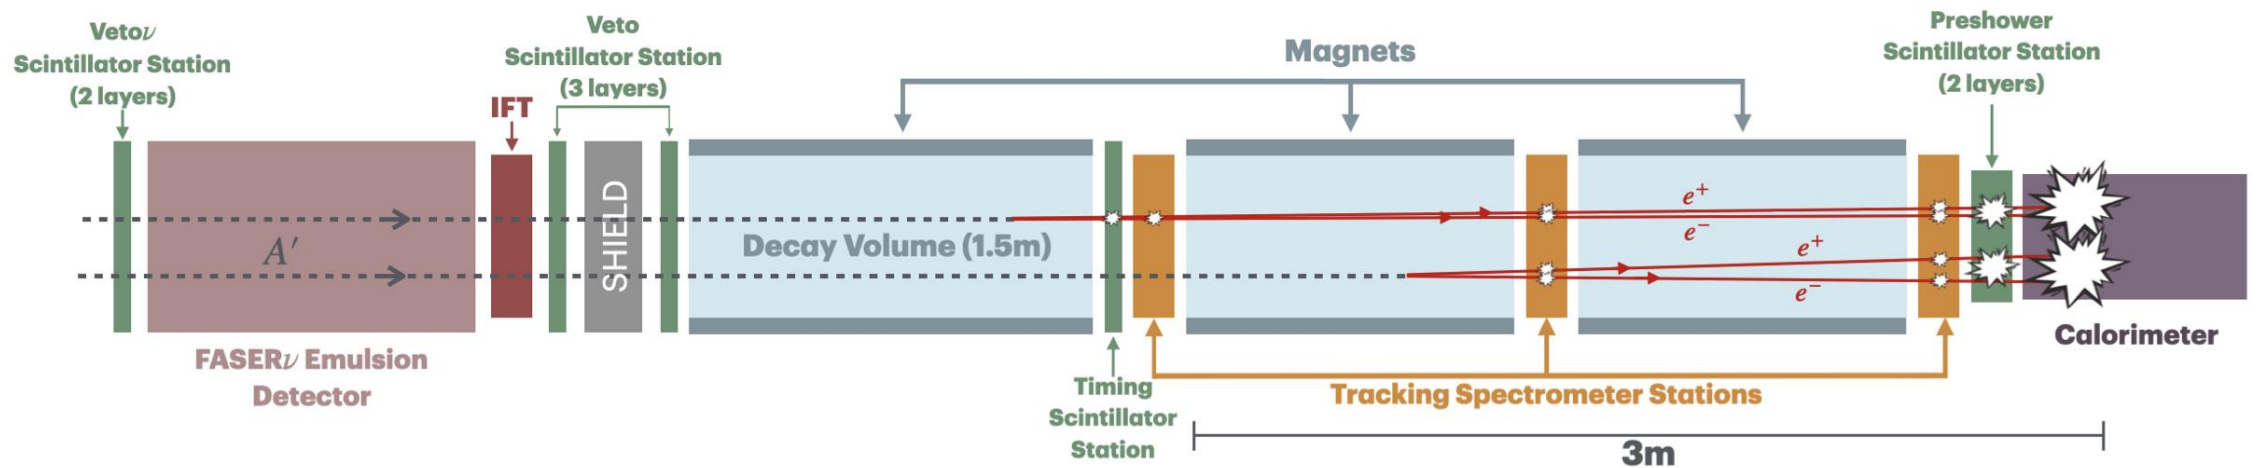 Vetoν
Scintillator Station
(2 layers)
Veto
Scintillator Station
(3 layers)
IFT
Magnets
Preshower
Scintillator Station
(2 layers)
SHIELD
A′
Decay Volume (1.5m)
e⁺
e⁻
e⁺
e⁻
FASERν Emulsion
Detector
Timing
Scintillator
Station
Tracking Spectrometer Stations
Calorimeter
3m